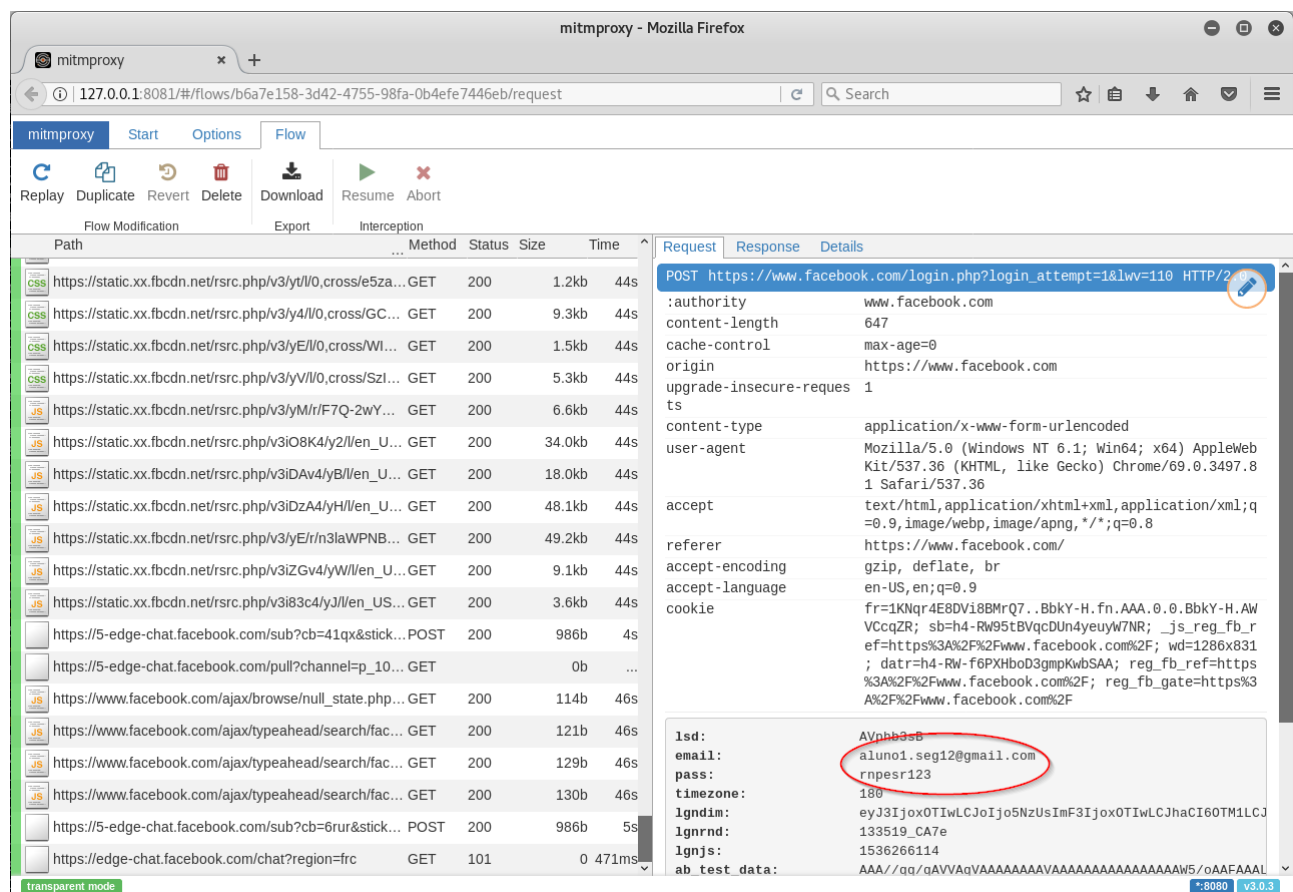 mitmproxy - Mozilla Firefox
mitmproxy × +
127.0.0.1:8081/#/flows/b6a7e158-3d42-4755-98fa-0b4efe7446eb/request
Search
mitmproxy Start Options Flow
Replay Duplicate Revert Delete Download Resume Abort
Flow Modification Export Interception
Path ... Method Status Size Time
css https://static.xx.fbcdn.net/rsrc.php/v3/yt/l/0,cross/e5za... GET 200 1.2kb 44s
css https://static.xx.fbcdn.net/rsrc.php/v3/y4/l/0,cross/GC... GET 200 9.3kb 44s
css https://static.xx.fbcdn.net/rsrc.php/v3/yE/l/0,cross/WI... GET 200 1.5kb 44s
css https://static.xx.fbcdn.net/rsrc.php/v3/yV/l/0,cross/SzI... GET 200 5.3kb 44s
JS https://static.xx.fbcdn.net/rsrc.php/v3/yM/r/F7Q-2wY... GET 200 6.6kb 44s
JS https://static.xx.fbcdn.net/rsrc.php/v3iO8K4/y2/l/en_U... GET 200 34.0kb 44s
JS https://static.xx.fbcdn.net/rsrc.php/v3iDAv4/yB/l/en_U... GET 200 18.0kb 44s
JS https://static.xx.fbcdn.net/rsrc.php/v3iDzA4/yH/l/en_U... GET 200 48.1kb 44s
JS https://static.xx.fbcdn.net/rsrc.php/v3/yE/r/n3laWPNB... GET 200 49.2kb 44s
JS https://static.xx.fbcdn.net/rsrc.php/v3iZGv4/yW/l/en_U... GET 200 9.1kb 44s
JS https://static.xx.fbcdn.net/rsrc.php/v3i83c4/yJ/l/en_US... GET 200 3.6kb 44s
https://5-edge-chat.facebook.com/sub?cb=41qx&stick... POST 200 986b 4s
https://5-edge-chat.facebook.com/pull?channel=p_10... GET 0b ...
JS https://www.facebook.com/ajax/browse/null_state.php... GET 200 114b 46s
JS https://www.facebook.com/ajax/typeahead/search/fac... GET 200 121b 46s
JS https://www.facebook.com/ajax/typeahead/search/fac... GET 200 129b 46s
JS https://www.facebook.com/ajax/typeahead/search/fac... GET 200 130b 46s
https://5-edge-chat.facebook.com/sub?cb=6rur&stick... POST 200 986b 5s
https://edge-chat.facebook.com/chat?region=frc GET 101 0 471ms
Request Response Details
POST https://www.facebook.com/login.php?login_attempt=1&lwv=110 HTTP/2.0
:authority www.facebook.com
content-length 647
cache-control max-age=0
origin https://www.facebook.com
upgrade-insecure-reques 1
ts
content-type application/x-www-form-urlencoded
user-agent Mozilla/5.0 (Windows NT 6.1; Win64; x64) AppleWeb
Kit/537.36 (KHTML, like Gecko) Chrome/69.0.3497.8
1 Safari/537.36
accept text/html,application/xhtml+xml,application/xml;q
=0.9,image/webp,image/apng,*/*;q=0.8
referer https://www.facebook.com/
accept-encoding gzip, deflate, br
accept-language en-US,en;q=0.9
cookie fr=1KNqr4E8DVi8BMrQ7..BbkY-H.fn.AAA.0.0.BbkY-H.AW
VCcqZR; sb=h4-RW95tBVqcDUn4yeuyW7NR; _js_reg_fb_r
ef=https%3A%2F%2Fwww.facebook.com%2F; wd=1286x831
; datr=h4-RW-f6PXHboD3gmpKwbSAA; reg_fb_ref=https
%3A%2F%2Fwww.facebook.com%2F; reg_fb_gate=https%3
A%2F%2Fwww.facebook.com%2F
lsd: AVphb3sB
email: aluno1.seg12@gmail.com
pass: rnpesr123
timezone: 180
lgndim: eyJ3IjoxOTIwLCJoIjo5NzUsImF3IjoxOTIwLCJhaCI6OTM1LCJ
lgnrnd: 133519_CA7e
lgnjs: 1536266114
ab_test_data:
transparent mode
*:8080 v3.0.3